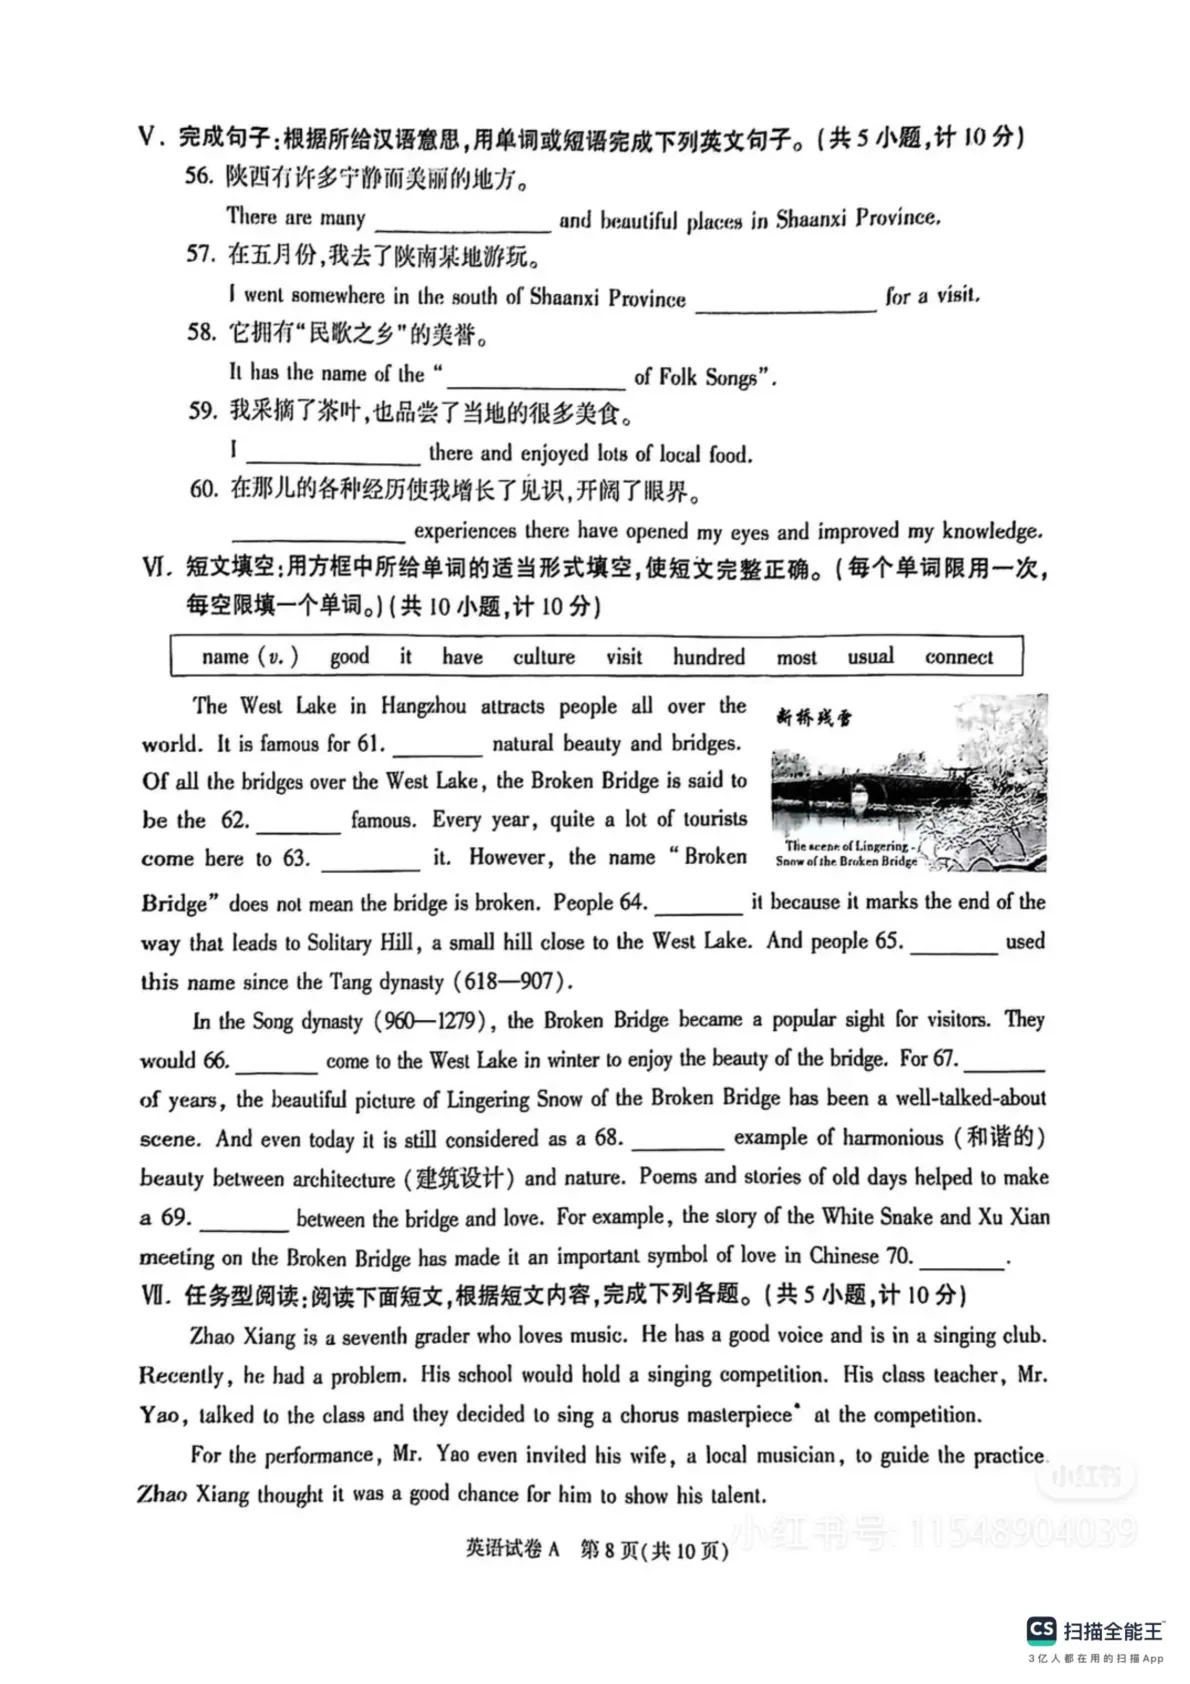 Ⅴ. 完成句子:根据所给汉语意思,用单词或短语完成下列英文句子。(共5小题,计10分)
56. 陕西有许多宁静而美丽的地方。
There are many ____________ and beautiful places in Shaanxi Province.
57. 在五月份,我去了陕南某地游玩。
I went somewhere in the south of Shaanxi Province ____________ for a visit.
58. 它拥有“民歌之乡”的美誉。
It has the name of the “____________ of Folk Songs”.
59. 我采摘了茶叶,也品尝了当地的很多美食。
I ____________ there and enjoyed lots of local food.
60. 在那儿的各种经历使我增长了见识,开阔了眼界。
____________ experiences there have opened my eyes and improved my knowledge.
Ⅵ. 短文填空:用方框中所给单词的适当形式填空,使短文完整正确。(每个单词限用一次,
每空限填一个单词。)(共10小题,计10分)
name (v.) good it have culture visit hundred most usual connect
The West Lake in Hangzhou attracts people all over the
world. It is famous for 61. ______ natural beauty and bridges.
Of all the bridges over the West Lake, the Broken Bridge is said to
be the 62. ______ famous. Every year, quite a lot of tourists
come here to 63. ______ it. However, the name “Broken
断桥残雪
The scene of Lingering
Snow of the Broken Bridge
Bridge” does not mean the bridge is broken. People 64. ______ it because it marks the end of the
way that leads to Solitary Hill, a small hill close to the West Lake. And people 65. ______ used
this name since the Tang dynasty (618—907).
In the Song dynasty (960—1279), the Broken Bridge became a popular sight for visitors. They
would 66. ______ come to the West Lake in winter to enjoy the beauty of the bridge. For 67. ______
of years, the beautiful picture of Lingering Snow of the Broken Bridge has been a well-talked-about
scene. And even today it is still considered as a 68. ______ example of harmonious (和谐的)
beauty between architecture (建筑设计) and nature. Poems and stories of old days helped to make
a 69. ______ between the bridge and love. For example, the story of the White Snake and Xu Xian
meeting on the Broken Bridge has made it an important symbol of love in Chinese 70. ______.
Ⅶ. 任务型阅读:阅读下面短文,根据短文内容,完成下列各题。(共5小题,计10分)
Zhao Xiang is a seventh grader who loves music. He has a good voice and is in a singing club.
Recently, he had a problem. His school would hold a singing competition. His class teacher, Mr.
Yao, talked to the class and they decided to sing a chorus masterpiece* at the competition.
For the performance, Mr. Yao even invited his wife, a local musician, to guide the practice.
Zhao Xiang thought it was a good chance for him to show his talent.
小红书
小红书号: 11548904039
英语试卷A 第8页(共10页)
CS 扫描全能王™
3亿人都在用的扫描App